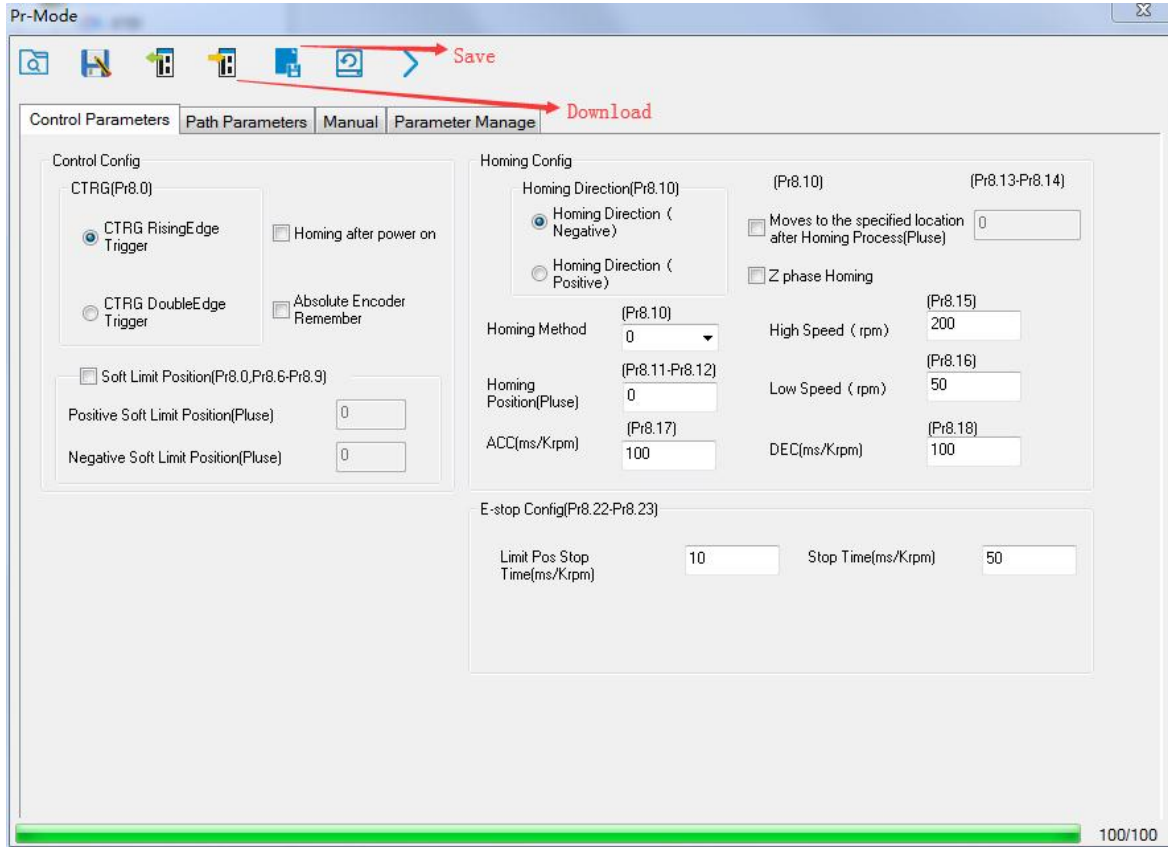 Pr-Mode
Save
Download
Control Parameters
Path Parameters
Manual
Parameter Manage
Control Config
CTRG(Pr8.0)
CTRG RisingEdge
Trigger
Homing after power on
CTRG DoubleEdge
Trigger
Absolute Encoder
Remember
Soft Limit Position(Pr8.0,Pr8.6-Pr8.9)
Positive Soft Limit Position(Pluse)
0
Negative Soft Limit Position(Pluse)
0
Homing Config
Homing Direction(Pr8.10)
Homing Direction (
Negative)
Homing Direction (
Positive)
(Pr8.10)
(Pr8.13-Pr8.14)
Moves to the specified location
after Homing Process(Pluse)
0
Z phase Homing
Homing Method
(Pr8.10)
0
High Speed (rpm)
(Pr8.15)
200
Homing
Position(Pluse)
(Pr8.11-Pr8.12)
0
Low Speed (rpm)
(Pr8.16)
50
ACC(ms/Krpm)
(Pr8.17)
100
DEC(ms/Krpm)
(Pr8.18)
100
E-stop Config(Pr8.22-Pr8.23)
Limit Pos Stop
Time(ms/Krpm)
10
Stop Time(ms/Krpm)
50
100/100